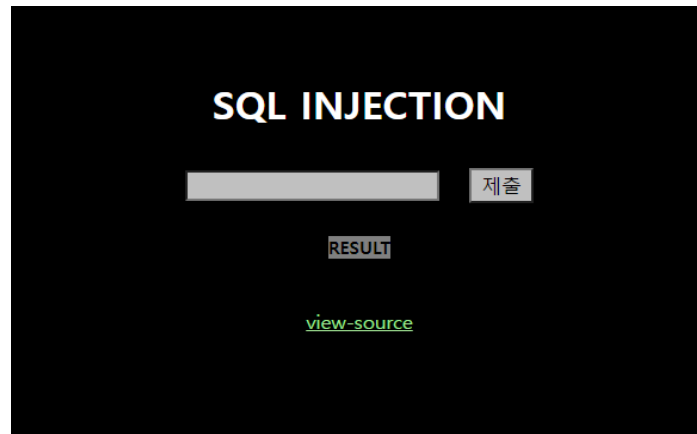 SQL INJECTION
제출
RESULT
view-source